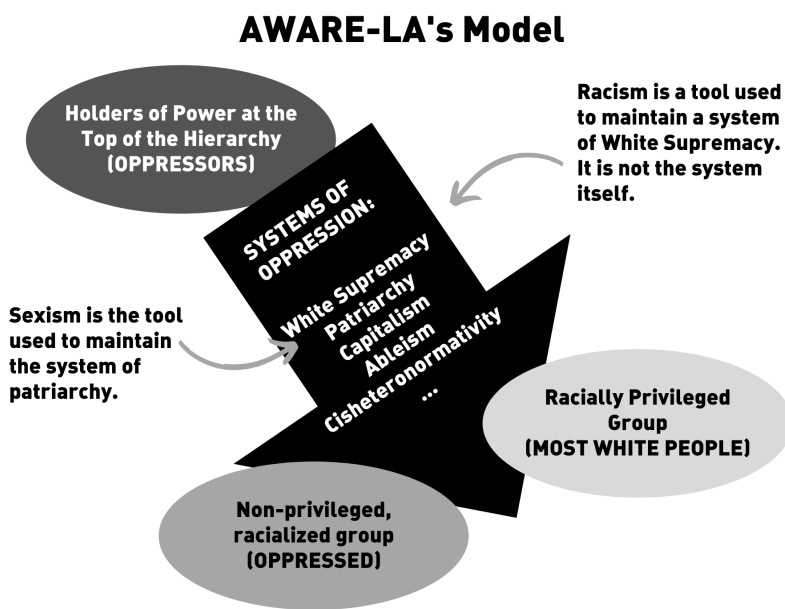 AWARE-LA's Model
Holders of Power at the
Top of the Hierarchy
(OPPRESSORS)
Racism is a tool used
to maintain a system
of White Supremacy.
It is not the system
itself.
SYSTEMS OF
OPPRESSION:
White Supremacy
Patriarchy
Capitalism
Ableism
Cisheteronormativity
...
Sexism is the tool
used to maintain
the system of
patriarchy.
Racially Privileged
Group
(MOST WHITE PEOPLE)
Non-privileged,
racialized group
(OPPRESSED)